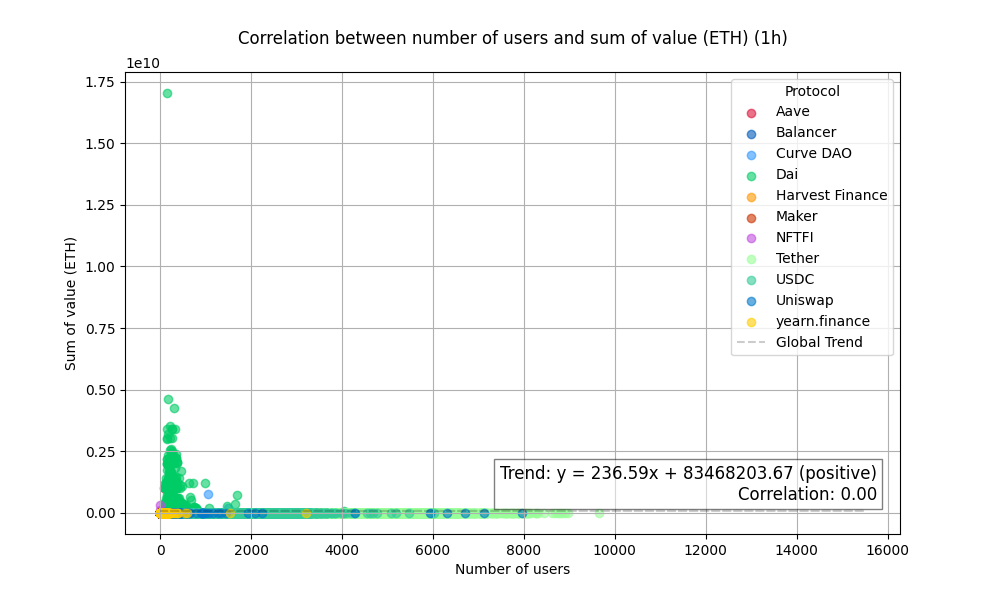 Correlation between number of users and sum of value (ETH) (1h)
1e10
1.75
1.50
1.25
1.00
0.75
0.50
0.25
0.00
Sum of value (ETH)
Protocol
Aave
Balancer
Curve DAO
Dai
Harvest Finance
Maker
NFTFI
Tether
USDC
Uniswap
yearn.finance
Global Trend
Trend: y = 236.59x + 83468203.67 (positive)
Correlation: 0.00
0
2000
4000
6000
8000
10000
12000
14000
16000
Number of users